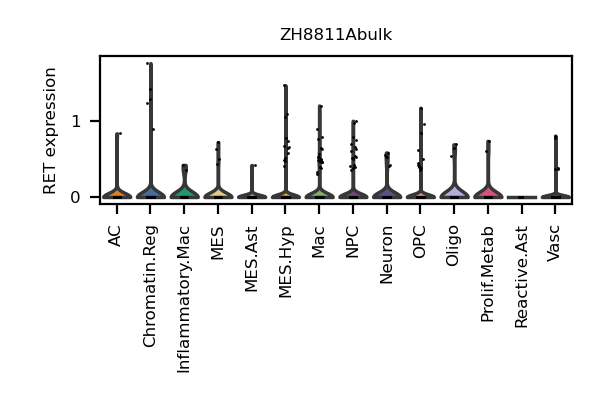 ZH8811Abulk
RET expression
1
0
AC
Chromatin.Reg
Inflammatory.Mac
MES
MES.Ast
MES.Hyp
Mac
NPC
Neuron
OPC
Oligo
Prolif.Metab
Reactive.Ast
Vasc